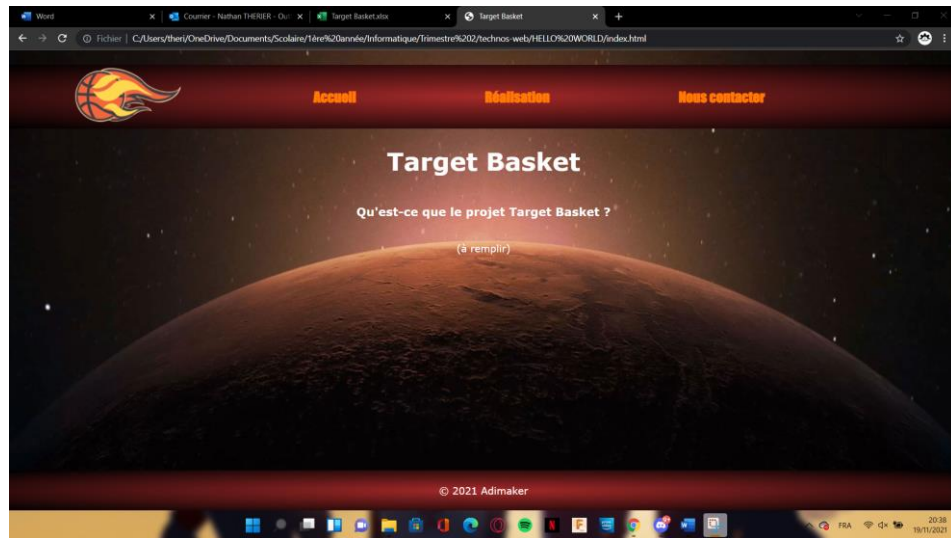 Word
Courrier - Nathan THERIER - Out
Target Basket.xlsx
Target Basket
Fichier
C:/Users/theri/OneDrive/Documents/Scolaire/1ère%20année/Informatique/Trimestre%202/technos-web/HELLO%20WORLD/index.html
Accueil
Réalisation
Nous contacter
Target Basket
Qu'est-ce que le projet Target Basket ?
(à remplir)
© 2021 Adimaker
N
F
FRA
20:38
19/11/2021